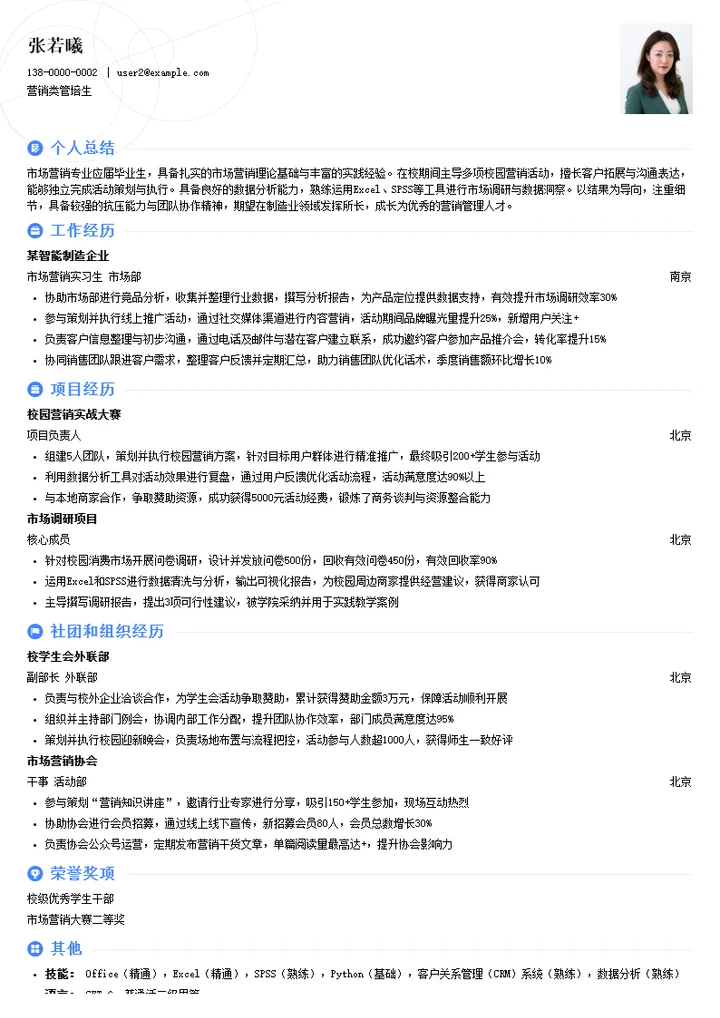 张若曦
138-0000-0002 | user2@example.com
营销类管培生
个人总结
市场营销专业应届毕业生，具备扎实的市场营销理论基础与丰富的实践经验。在校期间主导多项校园营销活动，擅长客户拓展与沟通表达，
能够独立完成活动策划与执行。具备良好的数据分析能力，熟练运用Excel、SPSS等工具进行市场调研与数据洞察。以结果为导向，注重细
节，具备较强的抗压能力与团队协作精神，期望在制造业领域发挥所长，成长为优秀的营销管理人才。
工作经历
某智能制造企业
市场营销实习生 市场部 南京
• 协助市场部进行竞品分析，收集并整理行业数据，撰写分析报告，为产品定位提供数据支持，有效提升市场调研效率30%
• 参与策划并执行线上推广活动，通过社交媒体渠道进行内容营销，活动期间品牌曝光量提升25%，新增用户关注+
• 负责客户信息整理与初步沟通，通过电话及邮件与潜在客户建立联系，成功邀约客户参加产品推介会，转化率提升15%
• 协同销售团队跟进客户需求，整理客户反馈并定期汇总，助力销售团队优化话术，季度销售额环比增长10%
项目经历
校园营销实战大赛
项目负责人 北京
• 组建5人团队，策划并执行校园营销方案，针对目标用户群体进行精准推广，最终吸引200+学生参与活动
• 利用数据分析工具对活动效果进行复盘，通过用户反馈优化活动流程，活动满意度达90%以上
• 与本地商家合作，争取赞助资源，成功获得5000元活动经费，锻炼了商务谈判与资源整合能力
市场调研项目
核心成员 北京
• 针对校园消费市场开展问卷调研，设计并发放问卷500份，回收有效问卷450份，有效回收率90%
• 运用Excel和SPSS进行数据清洗与分析，输出可视化报告，为校园周边商家提供经营建议，获得商家认可
• 主导撰写调研报告，提出3项可行性建议，被学院采纳并用于实践教学案例
社团和组织经历
校学生会外联部
副部长 外联部 北京
• 负责与校外企业洽谈合作，为学生会活动争取赞助，累计获得赞助金额3万元，保障活动顺利开展
• 组织并主持部门例会，协调内部工作分配，提升团队协作效率，部门成员满意度达95%
• 策划并执行校园迎新晚会，负责场地布置与流程把控，活动参与人数超1000人，获得师生一致好评
市场营销协会
干事 活动部 北京
• 参与策划“营销知识讲座”，邀请行业专家进行分享，吸引150+学生参加，现场互动热烈
• 协助协会进行会员招募，通过线上线下宣传，新招募会员80人，会员总数增长30%
• 负责协会公众号运营，定期发布营销干货文章，单篇阅读量最高达+，提升协会影响力
荣誉奖项
校级优秀学生干部
市场营销大赛二等奖
其他
• 技能： Office（精通），Excel（精通），SPSS（熟练），Python（基础），客户关系管理（CRM）系统（熟练），数据分析（熟练）